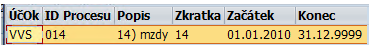 ÚčOk ID Procesu Popis Zkratka Začátek Konec
VVS 014 14) mzdy 14 01.01.2010 31.12.9999